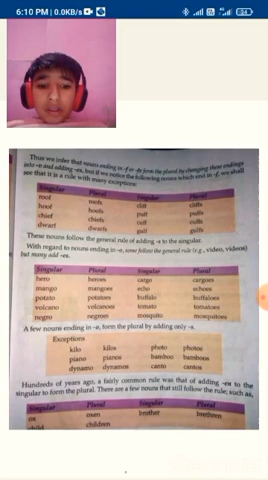 6:10 PM | 0.0KB/s
Thus we infer that nouns ending in -f or -fe form the plural by changing these endings
into -v and adding -es, but if we notice the following nouns which end in -f, we shall
see that it is a rule with many exceptions:
Singular Plural Singular Plural
roof roofs cliff cliffs
hoof hoofs puff puffs
chief chiefs cuff cuffs
dwarf dwarfs gulf gulfs
These nouns follow the general rule of adding -s to the singular.
With regard to nouns ending in -o, some follow the general rule (e.g., video, videos)
but many add -es.
Singular Plural Singular Plural
hero heroes cargo cargoes
mango mangoes echo echoes
potato potatoes buffalo buffaloes
volcano volcanoes tomato tomatoes
negro negroes mosquito mosquitoes
A few nouns ending in -o, form the plural by adding only -s.
Exceptions
kilo kilos photo photos
piano pianos bamboo bamboos
dynamo dynamos canto cantos
Hundreds of years ago, a fairly common rule was that of adding -en to the
singular to form the plural. There are a few nouns that still follow the rule; such as,
Singular Plural Singular Plural
ox oxen brother brethren
child children